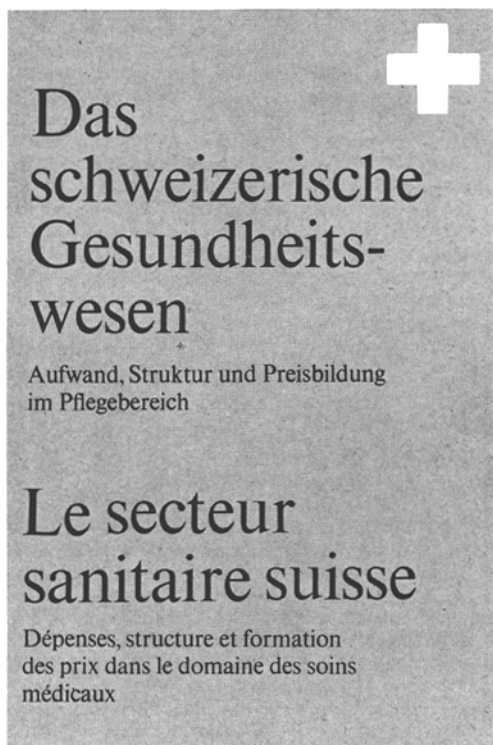 Das
schweizerische
Gesundheits-
wesen
Aufwand, Struktur und Preisbildung
im Pflegebereich
Le secteur
sanitaire suisse
Dépenses, structure et formation
des prix dans le domaine des soins
médicaux